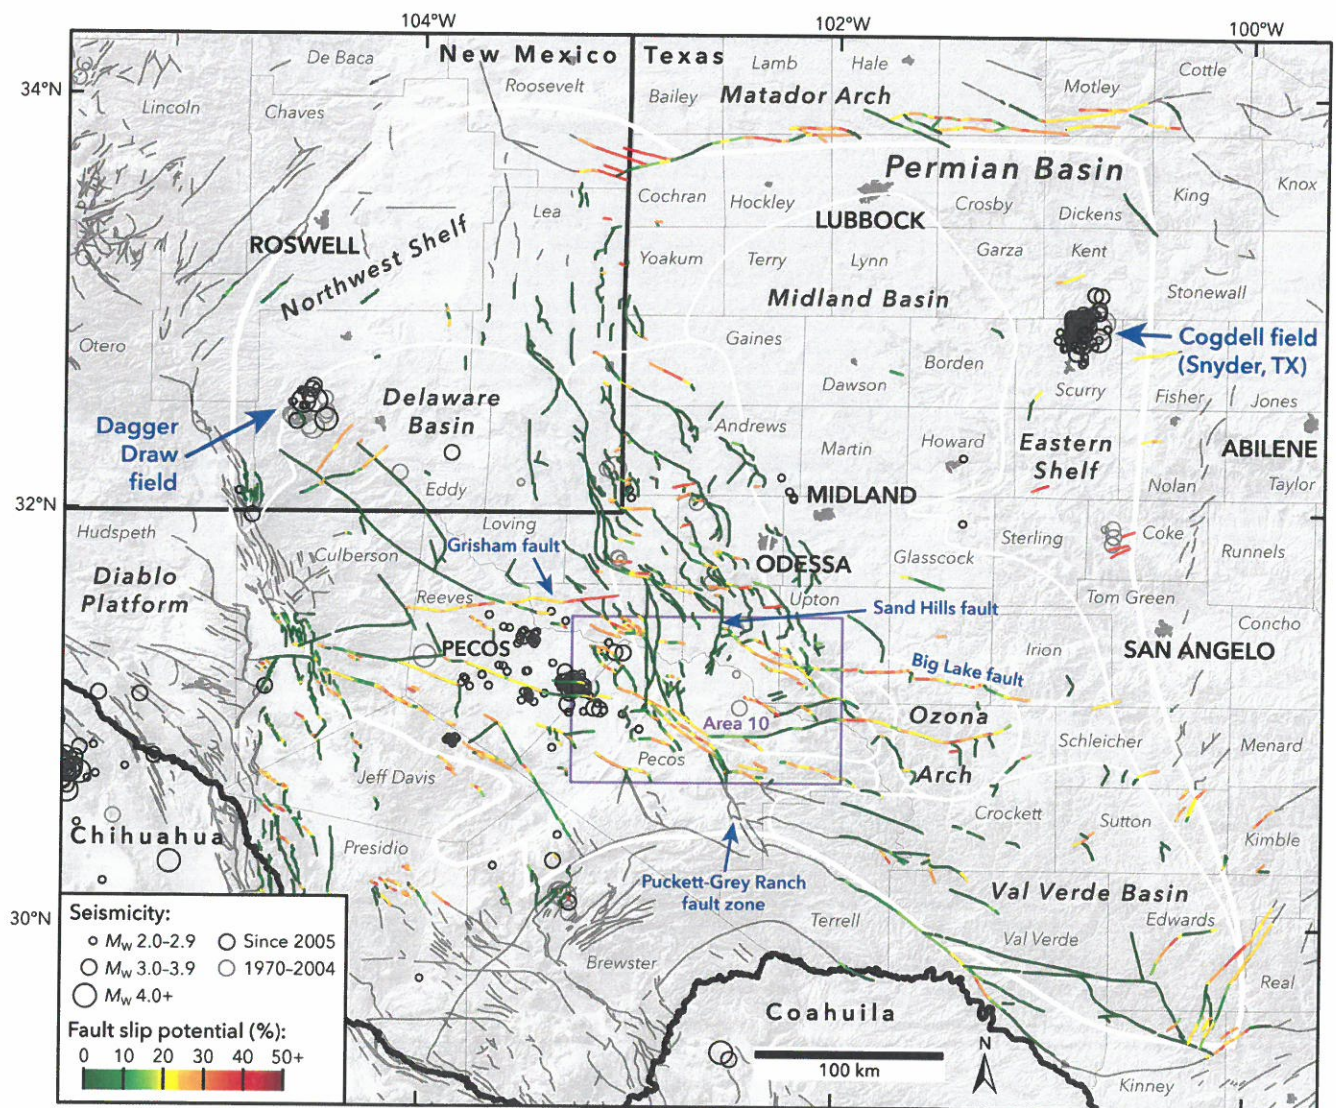 104°W
102°W
100°W
34°N
32°N
30°N
New Mexico
Texas
De Baca
Roosevelt
Lamb
Hale
Cottle
Motley
Bailey
Matador Arch
Lincoln
Chaves
Permian Basin
Cochran
Hockley
LUBBOCK
Crosby
Dickens
King
Knox
Lea
ROSWELL
Northwest Shelf
Yoakum
Terry
Lynn
Garza
Kent
Midland Basin
Stonewall
Otero
Gaines
Cogdell field
(Snyder, TX)
Borden
Dawson
Scurry
Fisher
Jones
Delaware
Basin
Dagger
Draw
field
Andrews
Martin
Howard
Eastern
Shelf
ABILENE
Eddy
MIDLAND
Nolan
Taylor
Hudspeth
Loving
Grisham fault
Culberson
ODESSA
Glasscock
Sterling
Coke
Runnels
Diablo
Platform
Reeves
Upton
Sand Hills fault
Tom Green
Concho
PECOS
Irion
SAN ANGELO
Big Lake fault
Area 10
Ozona
Arch
Schleicher
Menard
Pecos
Jeff Davis
Crockett
Sutton
Kimble
Chihuahua
Presidio
Puckett-Grey Ranch
fault zone
Val Verde Basin
Terrell
Val Verde
Edwards
Brewster
Real
Coahuila
Kinney
N
100 km
Seismicity:
Mw 2.0-2.9
Since 2005
Mw 3.0-3.9
1970-2004
Mw 4.0+
Fault slip potential (%):
0 10 20 30 40 50+